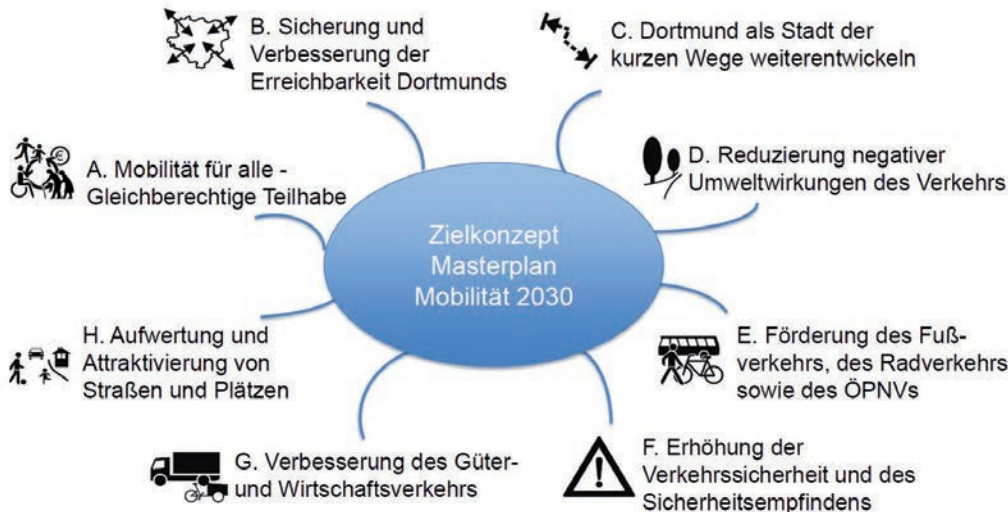 B. Sicherung und
Verbesserung der
Erreichbarkeit Dortmunds
C. Dortmund als Stadt der
kurzen Wege weiterentwickeln
A. Mobilität für alle -
Gleichberechtige Teilhabe
€
D. Reduzierung negativer
Umweltwirkungen des Verkehrs
Zielkonzept
Masterplan
Mobilität 2030
H. Aufwertung und
Attraktivierung von
Straßen und Plätzen
E. Förderung des Fuß-
verkehrs, des Radverkehrs
sowie des ÖPNVs
G. Verbesserung des Güter-
und Wirtschaftsverkehrs
F. Erhöhung der
Verkehrssicherheit und des
Sicherheitsempfindens
!